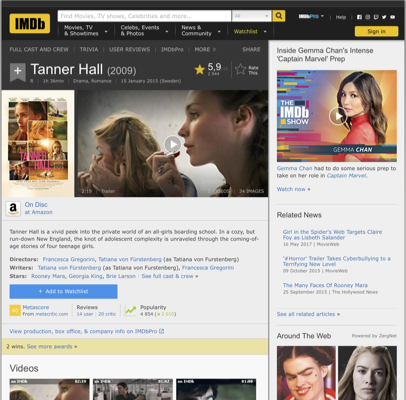 IMDb
Find Movies, TV shows, Celebrities and more...
All
IMDbPro
Help
Movies, TV & Showtimes
Celebs, Events & Photos
News & Community
Watchlist
Sign in
FULL CAST AND CREW | TRIVIA | USER REVIEWS | IMDbPro | MORE
SHARE
Tanner Hall (2009)
5,9
Rate This
1h 36min | Drama, Romance | 15 January 2015 (Sweden)
2:19 | Trailer
34 IMAGES
On Disc
at Amazon
Tanner Hall is a vivid peek into the private world of an all-girls boarding school. In a cozy, but
run-down New England, the knot of adolescent complexity is unraveled through the coming-of-
age stories of four teenage girls.
Directors: Francesca Gregorini, Tatiana von Fürstenberg (as Tatiana von Furstenberg)
Writers: Tatiana von Fürstenberg (as Tatiana von Furstenberg), Francesca Gregorini
Stars: Rooney Mara, Georgia King, Brie Larson | See full cast & crew »
+ Add to Watchlist
Metascore
From metacritic.com
Reviews
14 user | 20 critic
Popularity
4 854
View production, box office, & company info on IMDbPro
2 wins. See more awards »
Videos
on IMDb
02:19
on IMDb
Inside Gemma Chan's Intense
'Captain Marvel' Prep
THE
IMDb
SHOW
GEMMA CHAN
Gemma Chan had to do some serious prep to
take on her role in Captain Marvel.
Watch now »
Related News
Girl in the Spider's Web Targets Claire
Foy as Lisbeth Salander
16 May 2017 | MovieWeb
'#Horror' Trailer Takes Cyberbullying to a
Terrifying New Level
09 October 2015 | MovieWeb
The Many Faces Of Rooney Mara
25 September 2015 | The Hollywood News
See all related articles »
Around The Web
Powered by ZergNet